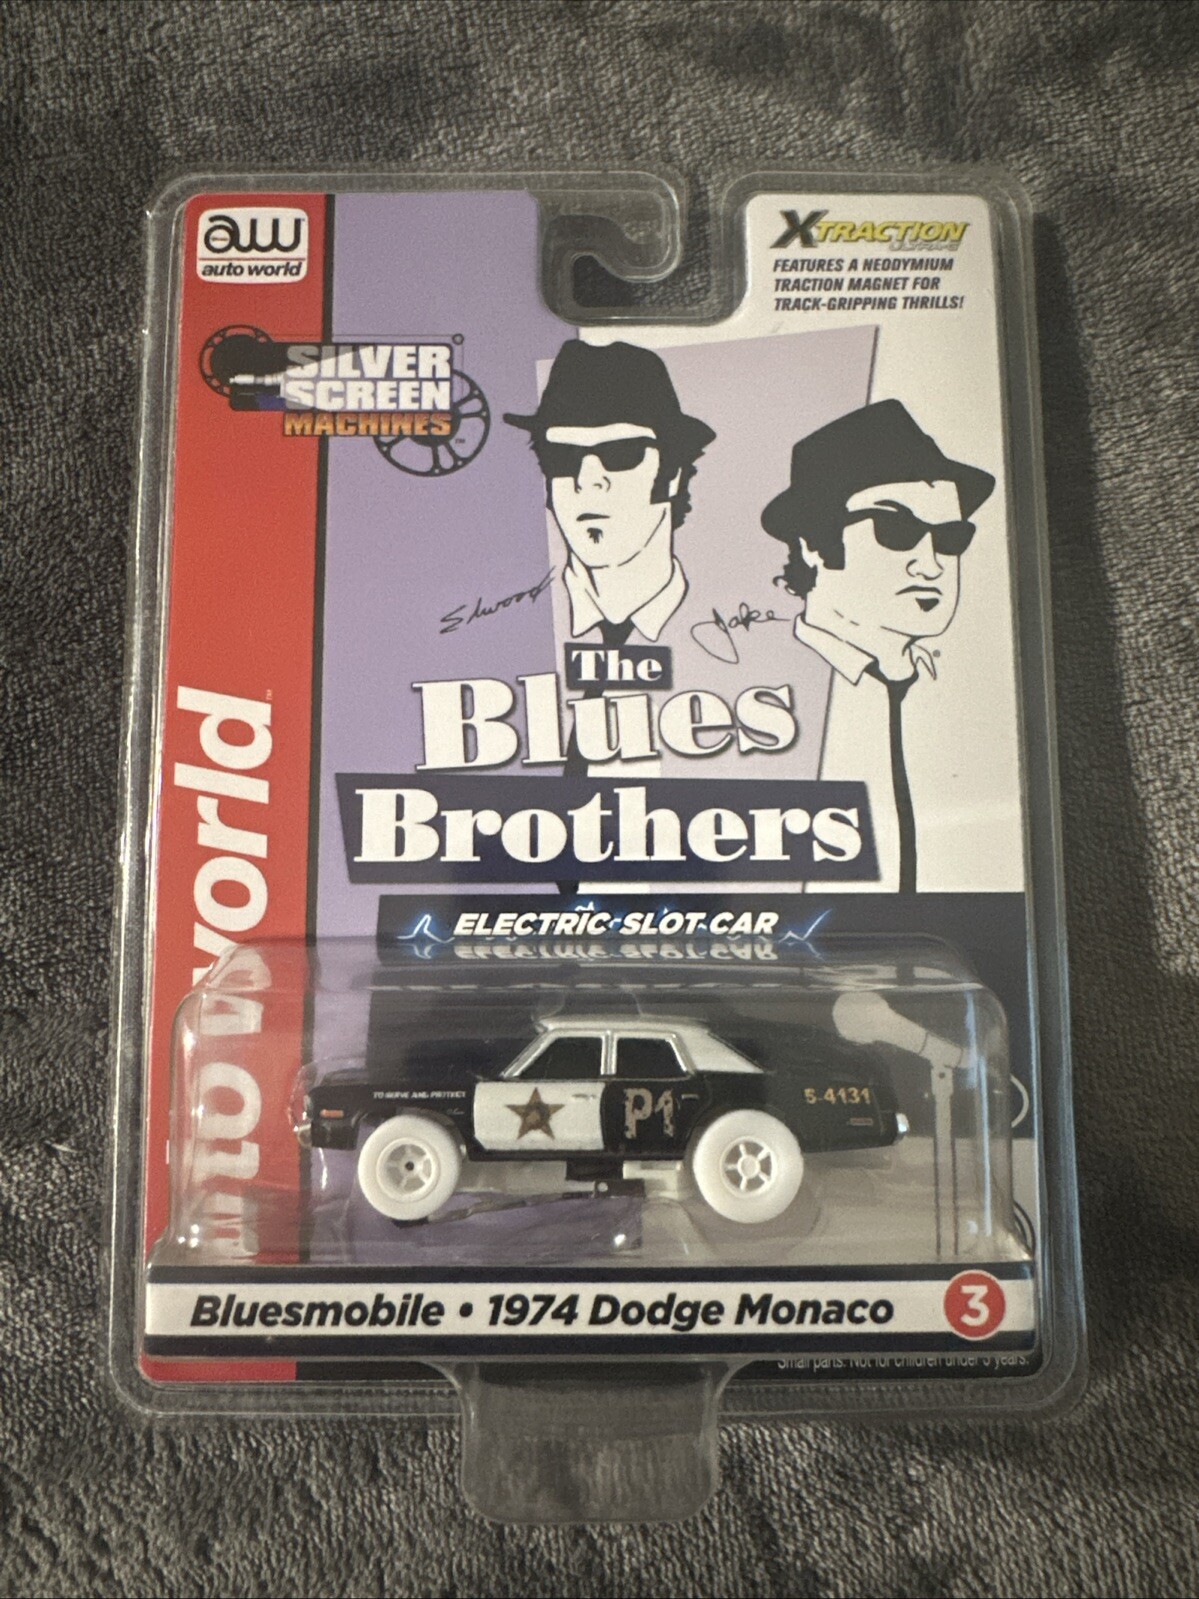 aw
auto world
XTRACTION
FEATURES A NEODYMIUM
TRACTION MAGNET FOR
TRACK-GRIPPING THRILLS!
SILVER
SCREEN
MACHINES™
Elwood
Jake
The
Blues
Brothers
auto world™
ELECTRIC SLOT CAR
TO SERVE AND PROTECT
P1
5-4131
Bluesmobile • 1974 Dodge Monaco
3
Small parts. Not for children under 3 years.